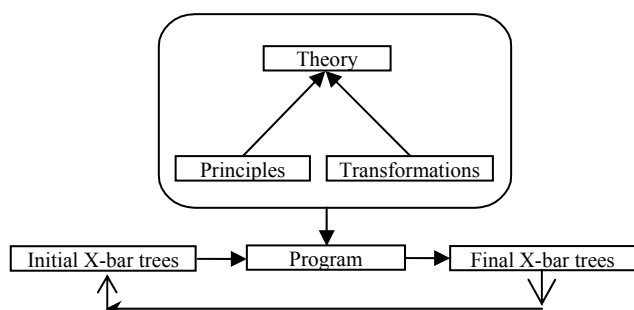 Theory
Principles Transformations
Initial X-bar trees Program Final X-bar trees